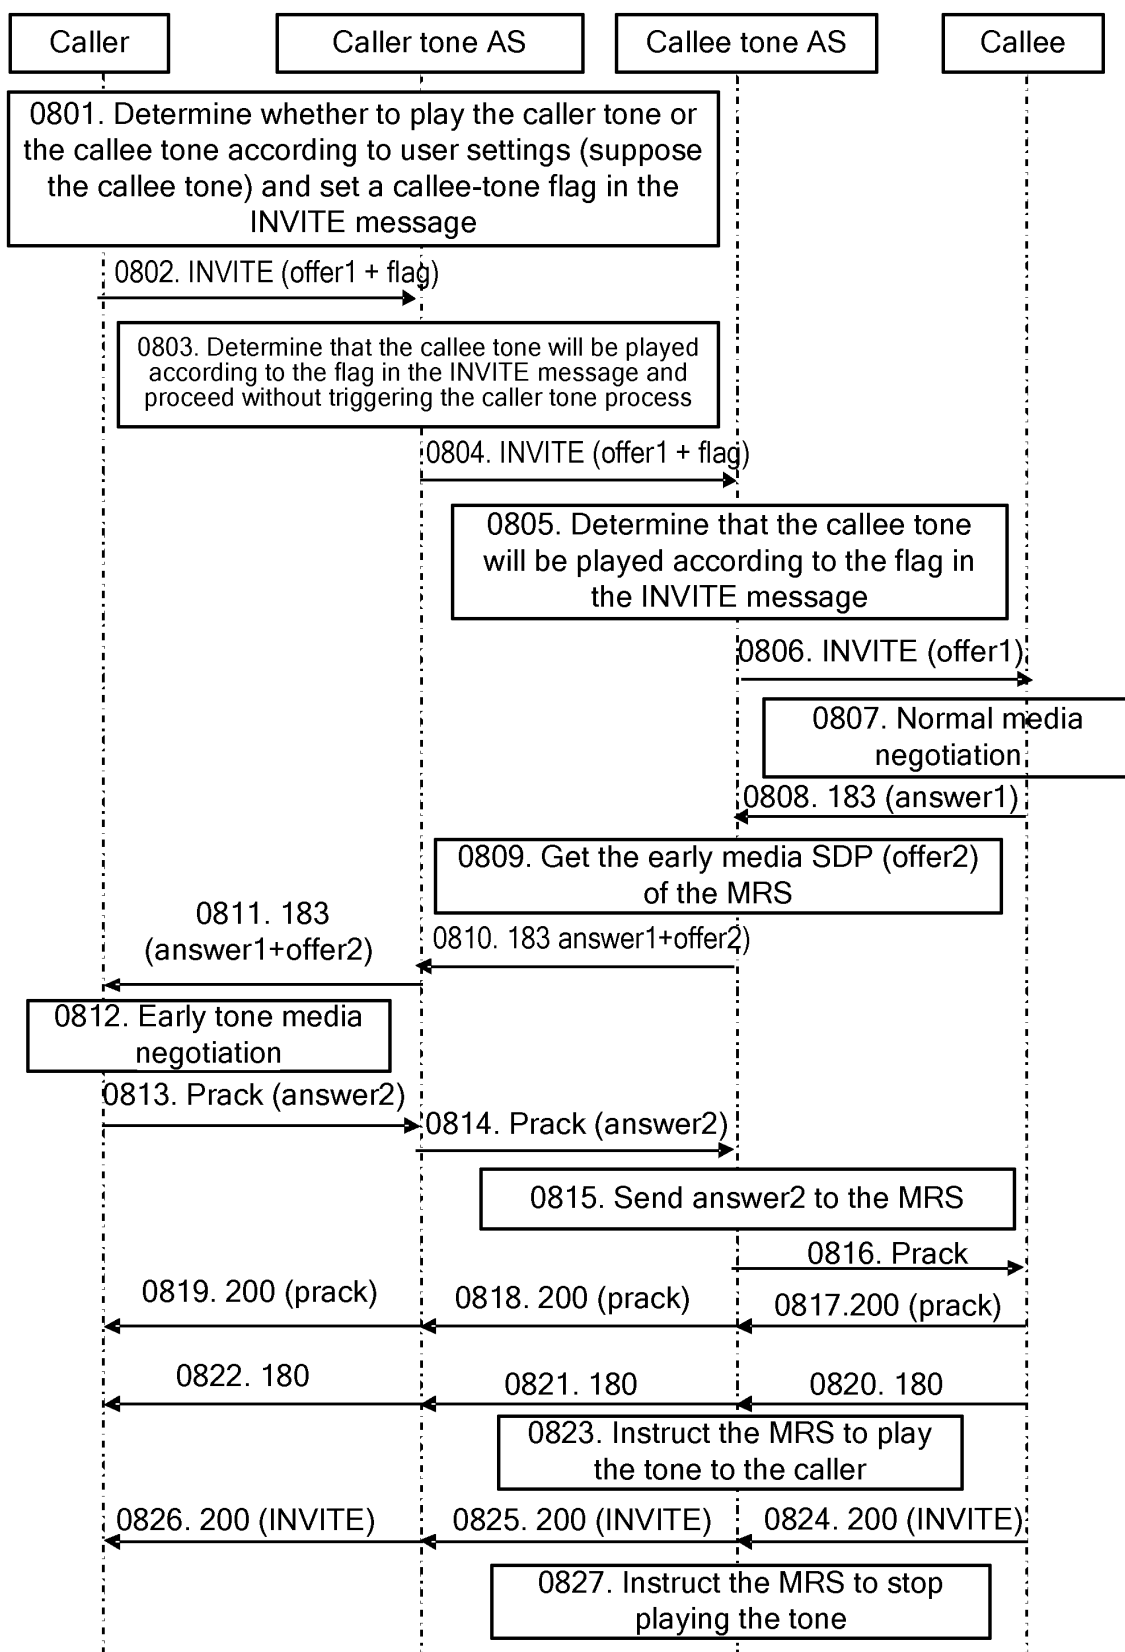 Caller
Caller tone AS
Callee tone AS
Callee
0801. Determine whether to play the caller tone or
the callee tone according to user settings (suppose
the callee tone) and set a callee-tone flag in the
INVITE message
0802. INVITE (offer1 + flag)
0803. Determine that the callee tone will be played
according to the flag in the INVITE message and
proceed without triggering the caller tone process
0804. INVITE (offer1 + flag)
0805. Determine that the callee tone
will be played according to the flag in
the INVITE message
0806. INVITE (offer1)
0807. Normal media
negotiation
0808. 183 (answer1)
0809. Get the early media SDP (offer2)
of the MRS
0811. 183
(answer1+offer2)
0810. 183 answer1+offer2)
0812. Early tone media
negotiation
0813. Prack (answer2)
0814. Prack (answer2)
0815. Send answer2 to the MRS
0816. Prack
0819. 200 (prack)
0818. 200 (prack)
0817.200 (prack)
0822. 180
0821. 180
0820. 180
0823. Instruct the MRS to play
the tone to the caller
0826. 200 (INVITE)
0825. 200 (INVITE)
0824. 200 (INVITE)
0827. Instruct the MRS to stop
playing the tone